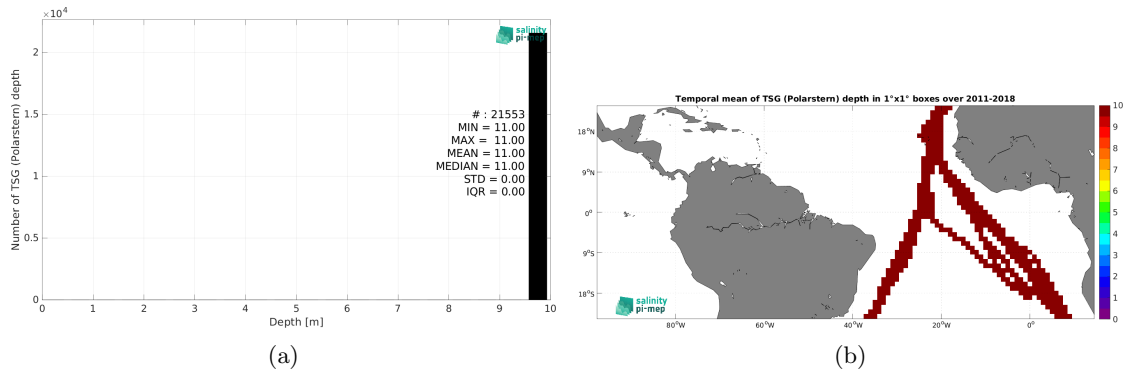 ×10⁴
2
1.5
1
0.5
0
Number of TSG (Polarstern) depth
salinity
pi-mep
# : 21553
MIN = 11.00
MAX = 11.00
MEAN = 11.00
MEDIAN = 11.00
STD = 0.00
IQR = 0.00
0 1 2 3 4 5 6 7 8 9 10
Depth [m]
(a)
Temporal mean of TSG (Polarstern) depth in 1°x1° boxes over 2011-2018
18°N
9°N
0°
9°S
18°S
80°W 60°W 40°W 20°W 0°
salinity
pi-mep
10
9
8
7
6
5
4
3
2
1
0
(b)